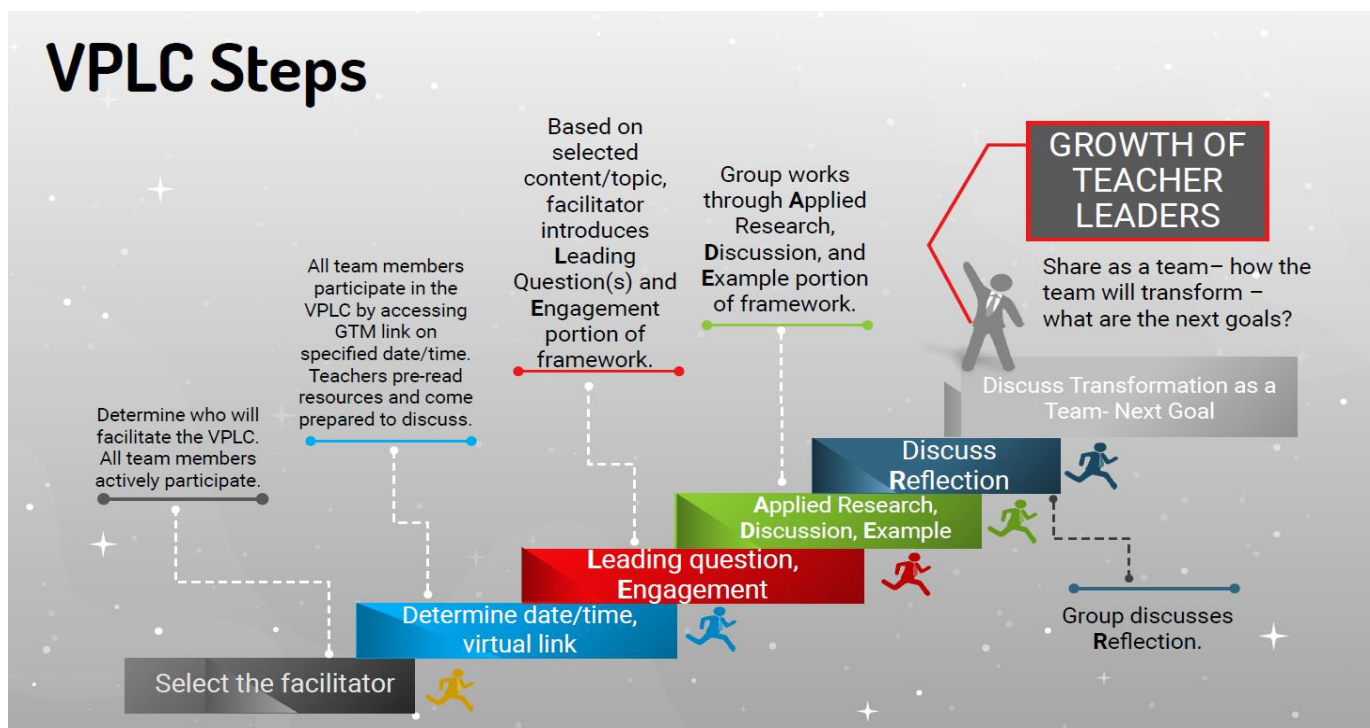 VPLC Steps
Determine who will
facilitate the VPLC.
All team members
actively participate.
All team members
participate in the
VPLC by accessing
GTM link on
specified date/time.
Teachers pre-read
resources and come
prepared to discuss.
Based on
selected
content/topic,
facilitator
introduces
Leading
Question(s) and
Engagement
portion of
framework.
Group works
through Applied
Research,
Discussion, and
Example portion
of framework.
GROWTH OF
TEACHER
LEADERS
Share as a team– how the
team will transform –
what are the next goals?
Discuss Transformation as a
Team- Next Goal
Discuss
Reflection
Applied Research,
Discussion, Example
Leading question,
Engagement
Determine date/time,
virtual link
Select the facilitator
Group discusses
Reflection.